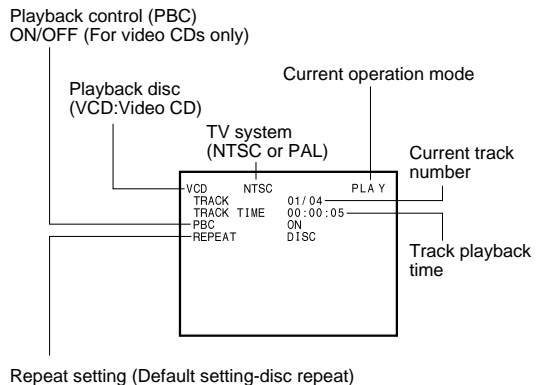 Playback control (PBC)
ON/OFF (For video CDs only)
Current operation mode
Playback disc
(VCD:Video CD)
TV system
(NTSC or PAL)
Current track
number
VCD NTSC PLAY
TRACK 01/04
TRACK TIME 00:00:05
PBC ON
REPEAT DISC
Track playback
time
Repeat setting (Default setting-disc repeat)